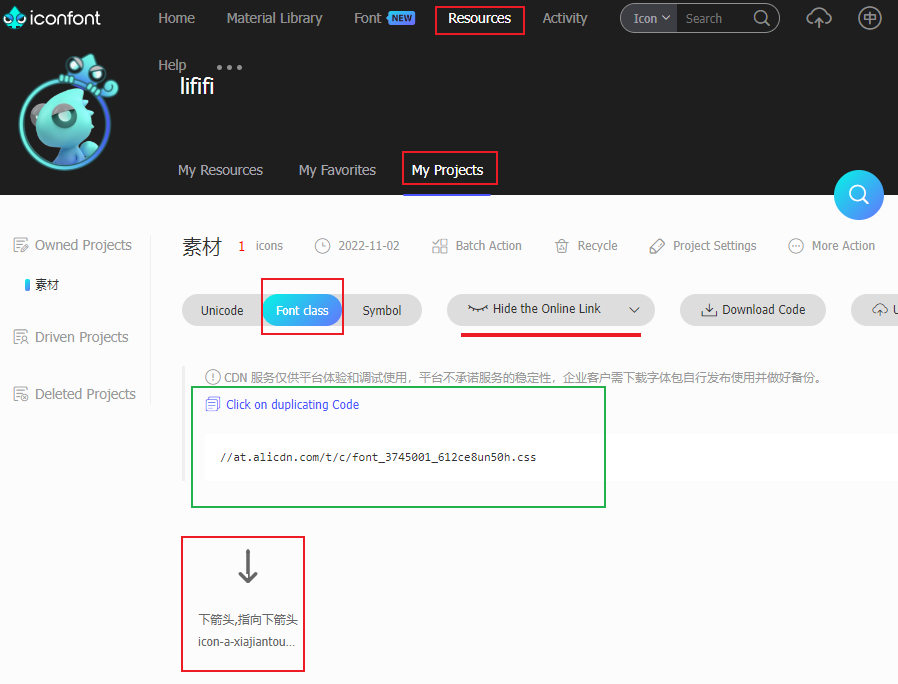 iconfont
Home Material Library Font NEW Resources Activity Icon Search 中
Help
lififi
My Resources My Favorites My Projects
Owned Projects
素材
Driven Projects
Deleted Projects
素材 1 icons 2022-11-02 Batch Action Recycle Project Settings More Action
Unicode Font class Symbol Hide the Online Link Download Code
CDN 服务仅供平台体验和调试使用，平台不承诺服务的稳定性，企业客户需下载字体包自行发布使用并做好备份。
Click on duplicating Code
//at.alicdn.com/t/c/font_3745001_612ce8un50h.css
下箭头,指向下箭头
icon-a-xiajiantou...